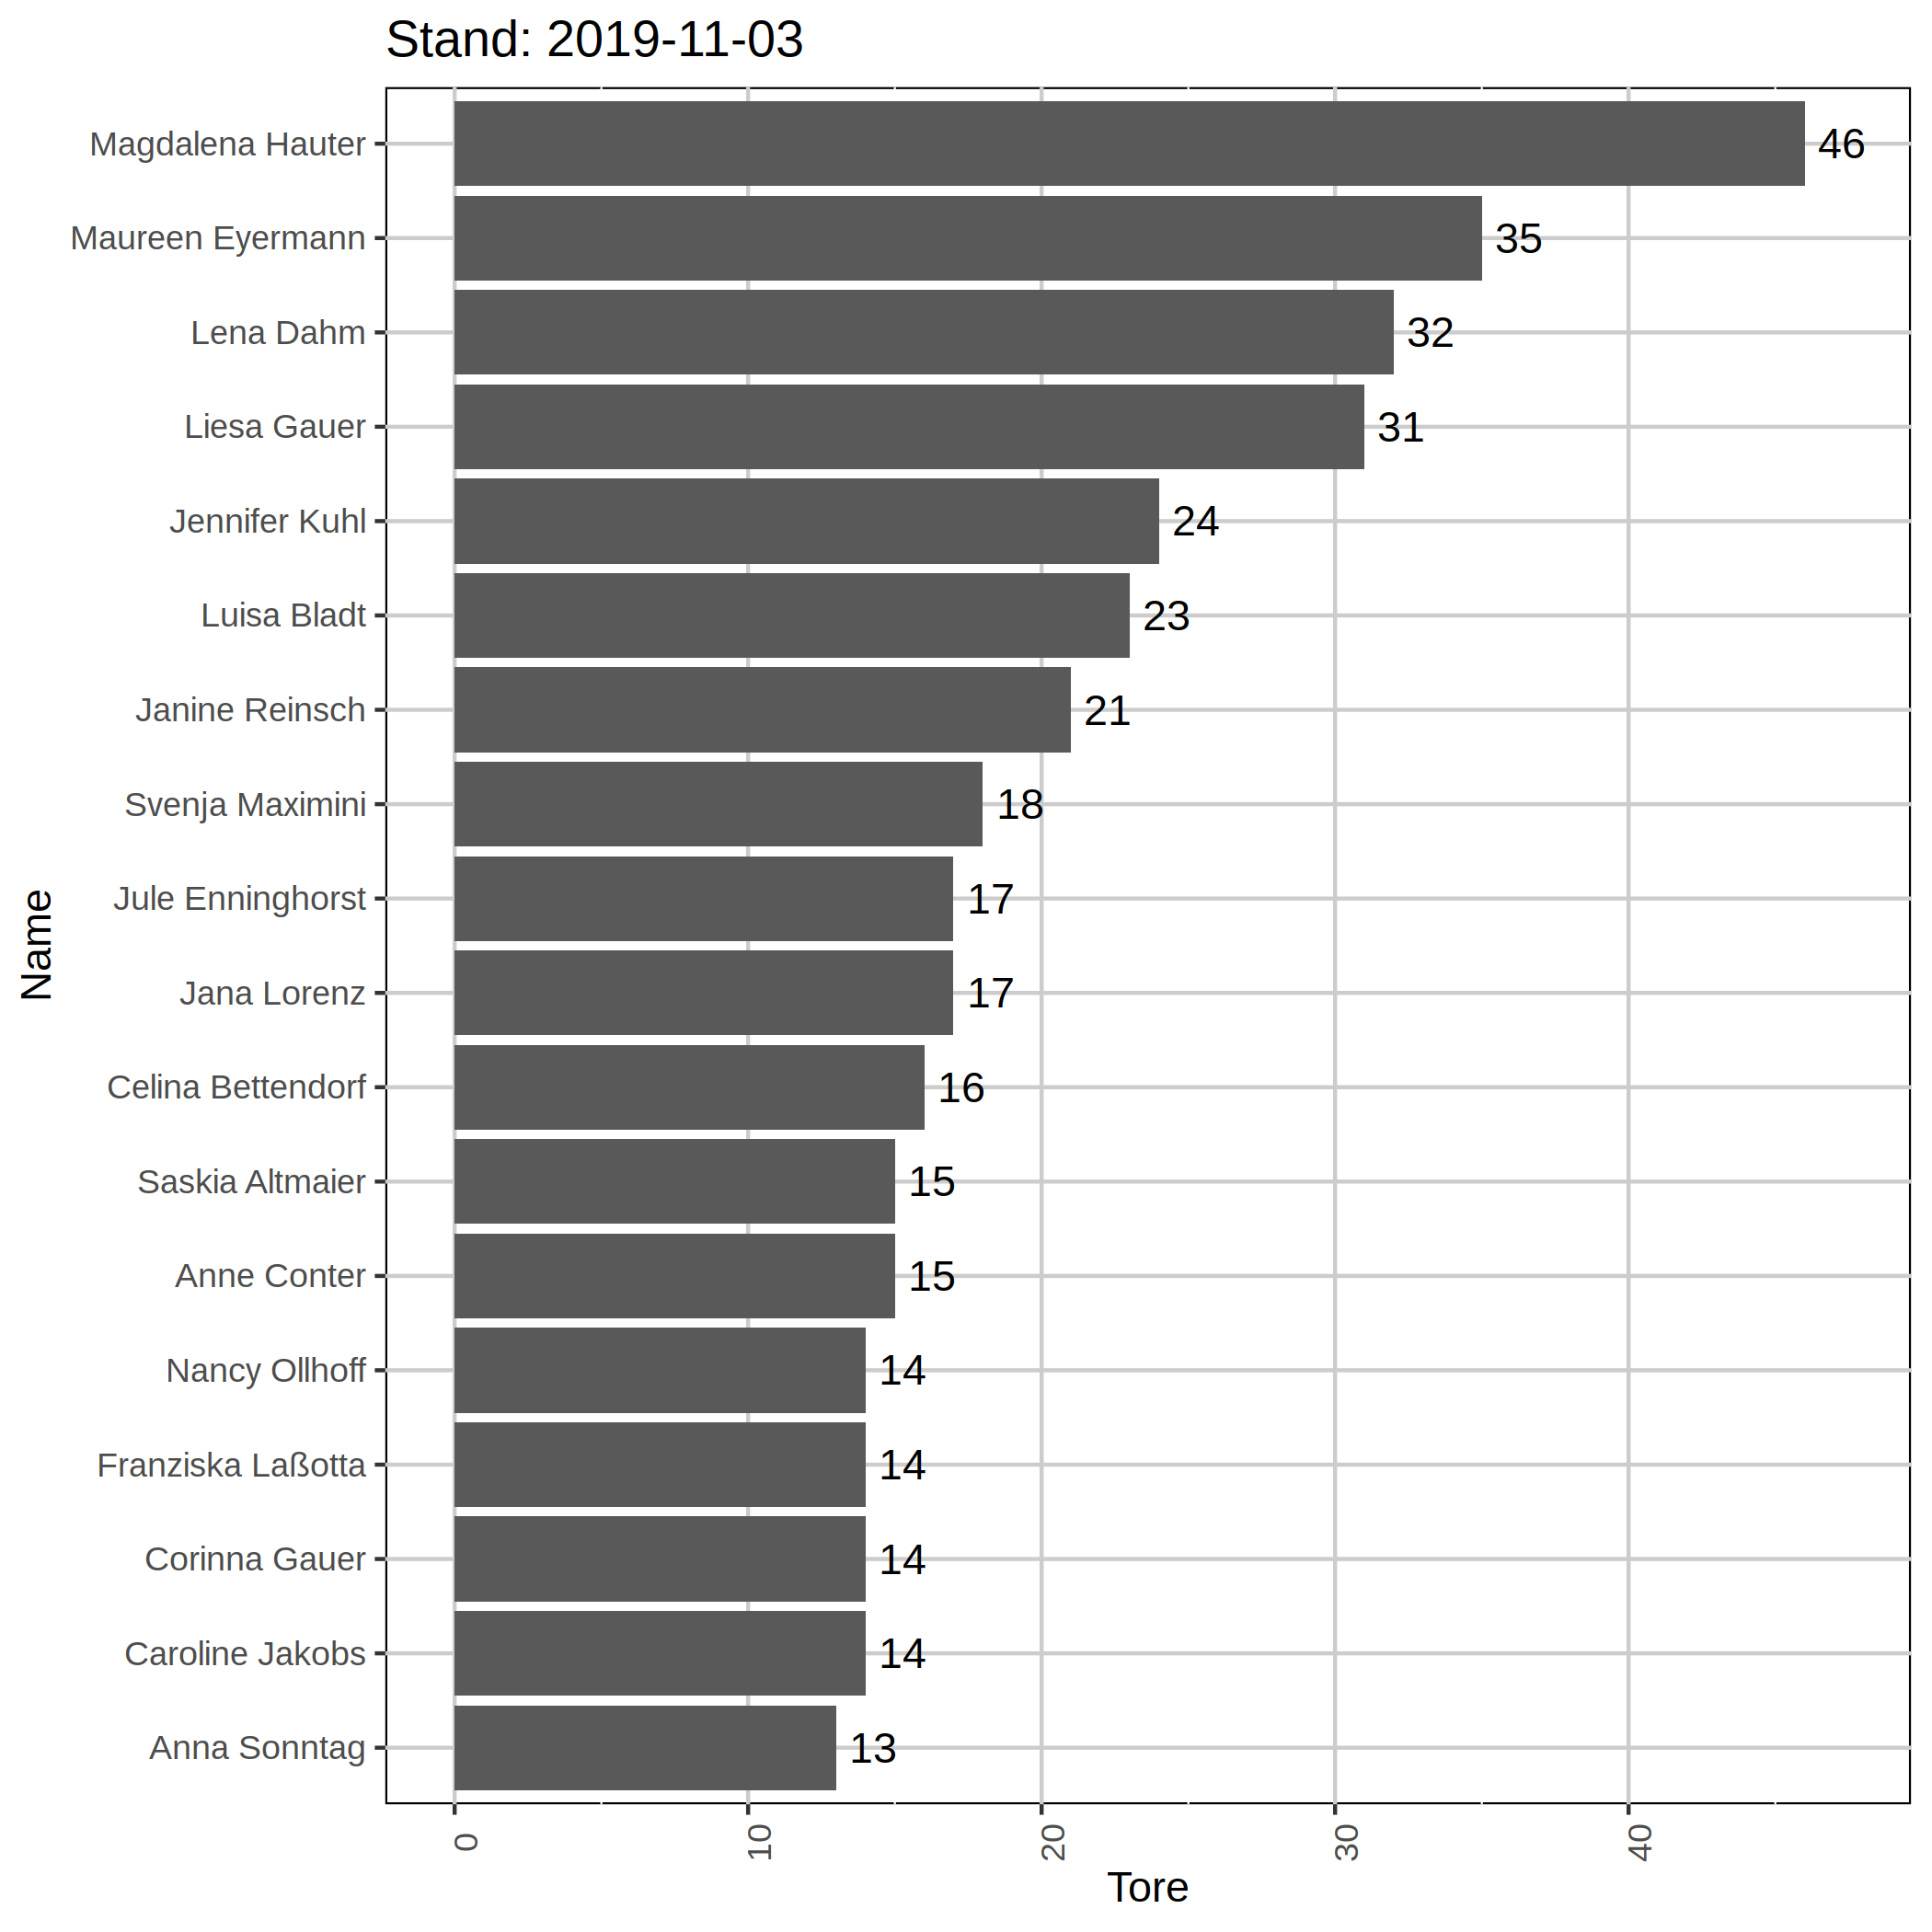 Stand: 2019-11-03
Magdalena Hauter 46
Maureen Eyermann 35
Lena Dahm 32
Liesa Gauer 31
Jennifer Kuhl 24
Luisa Bladt 23
Janine Reinsch 21
Svenja Maximini 18
Jule Enninghorst 17
Jana Lorenz 17
Celina Bettendorf 16
Saskia Altmaier 15
Anne Conter 15
Nancy Ollhoff 14
Franziska Laßotta 14
Corinna Gauer 14
Caroline Jakobs 14
Anna Sonntag 13
Name
0 10 20 30 40
Tore